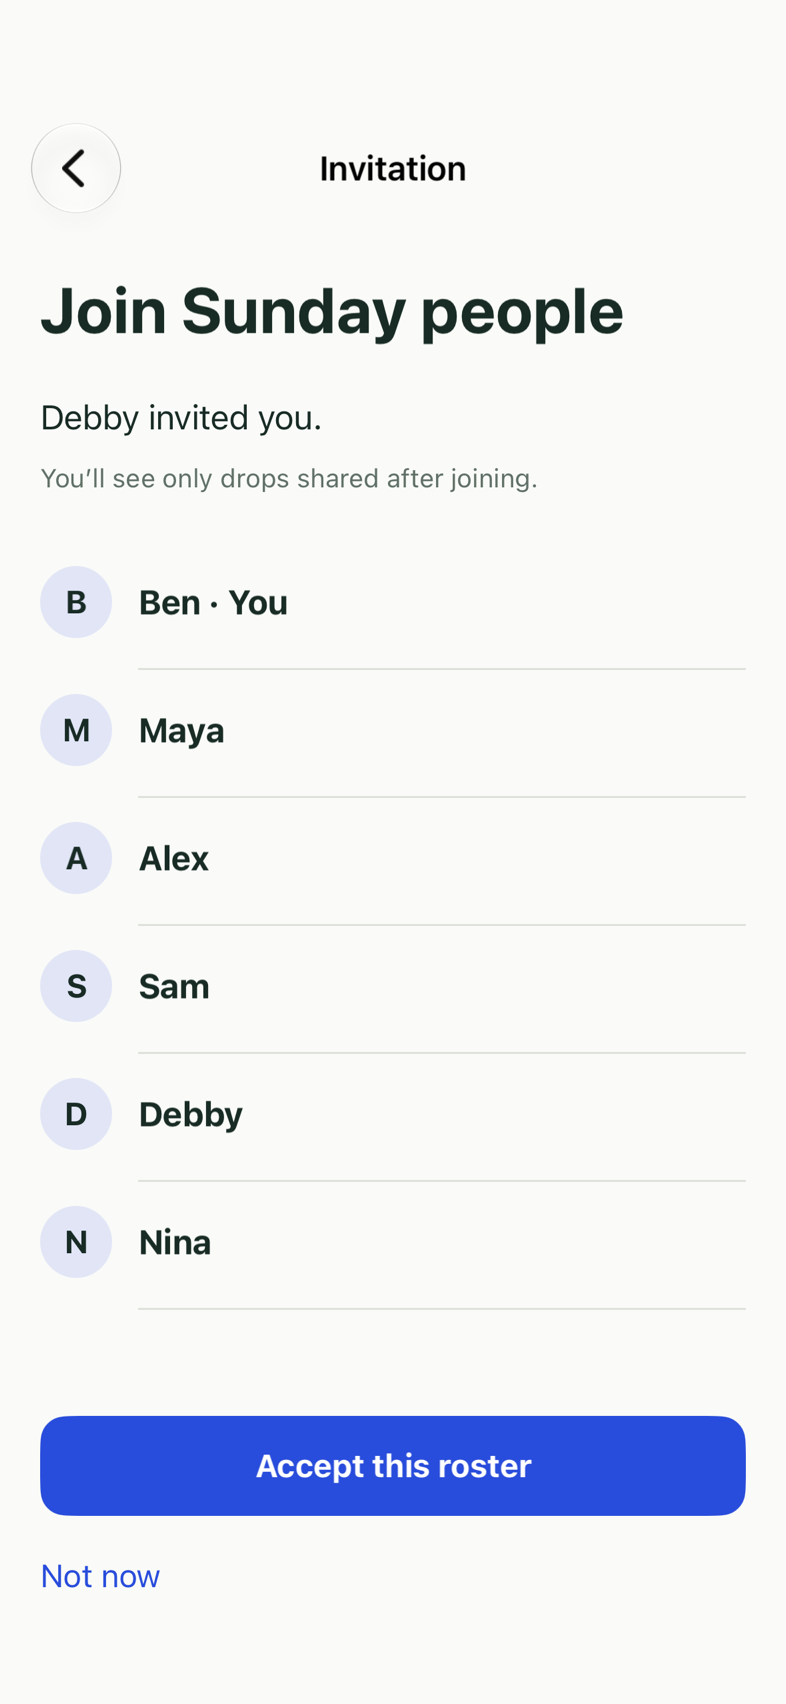 Invitation
Join Sunday people
Debby invited you.
You’ll see only drops shared after joining.
B
Ben · You
M
Maya
A
Alex
S
Sam
D
Debby
N
Nina
Accept this roster
Not now